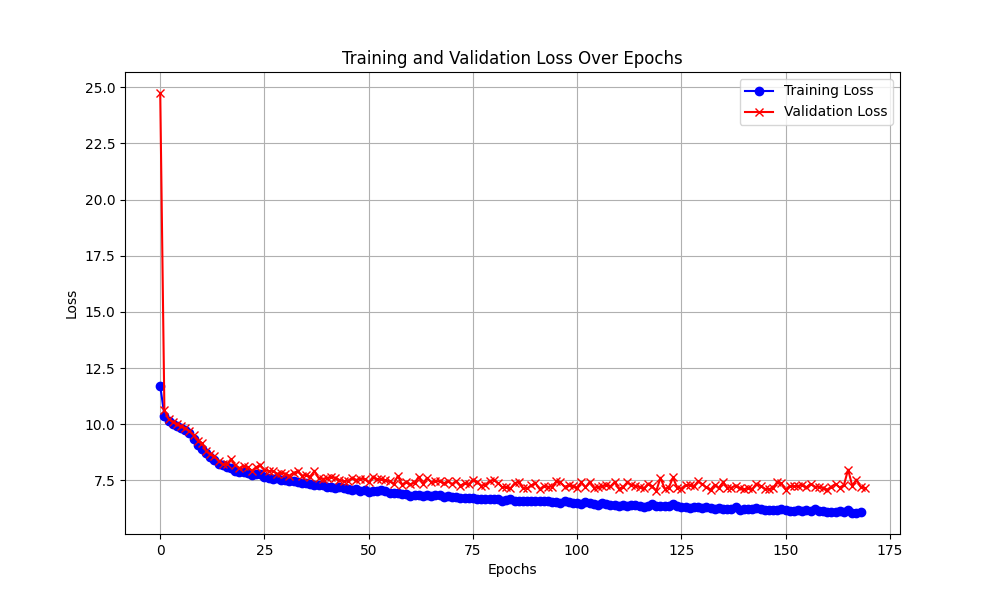 Training and Validation Loss Over Epochs
Training Loss
Validation Loss
Loss
25.0
22.5
20.0
17.5
15.0
12.5
10.0
7.5
0 25 50 75 100 125 150 175
Epochs